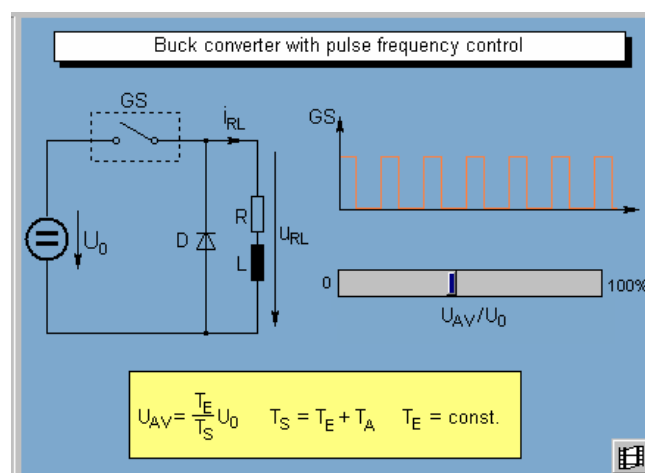 Buck converter with pulse frequency control
GS
i_RL
GS
R
D
u_RL
U_0
L
0
100%
U_AV/U_0
U_AV = T_E/T_S U_0 T_S = T_E + T_A T_E = const.